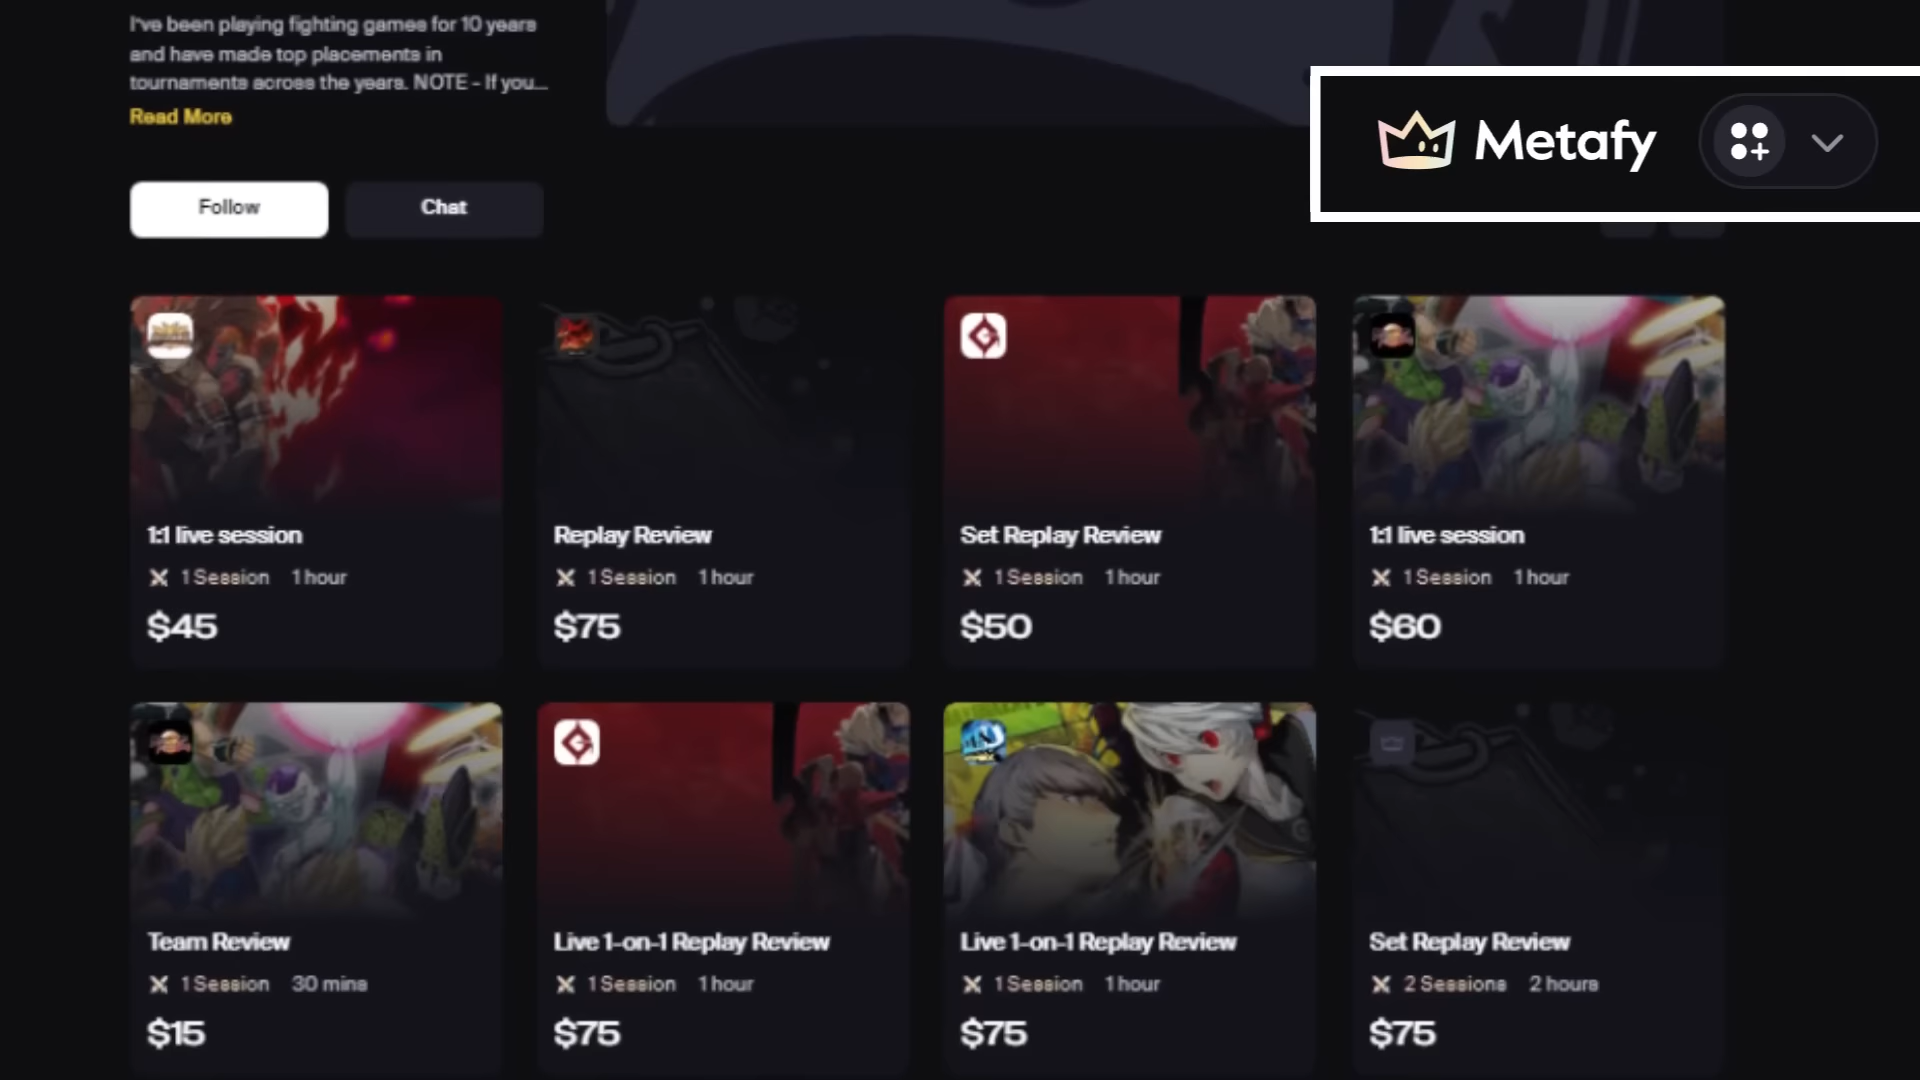 I've been playing fighting games for 10 years
and have made top placements in
tournaments across the years. NOTE - If you...
Read More
Metafy
Follow
Chat
1:1 live session
1 Session 1 hour
$45
Replay Review
1 Session 1 hour
$75
Set Replay Review
1 Session 1 hour
$50
1:1 live session
1 Session 1 hour
$60
Team Review
1 Session 30 mins
$15
Live 1-on-1 Replay Review
1 Session 1 hour
$75
Live 1-on-1 Replay Review
1 Session 1 hour
$75
Set Replay Review
2 Sessions 2 hours
$75